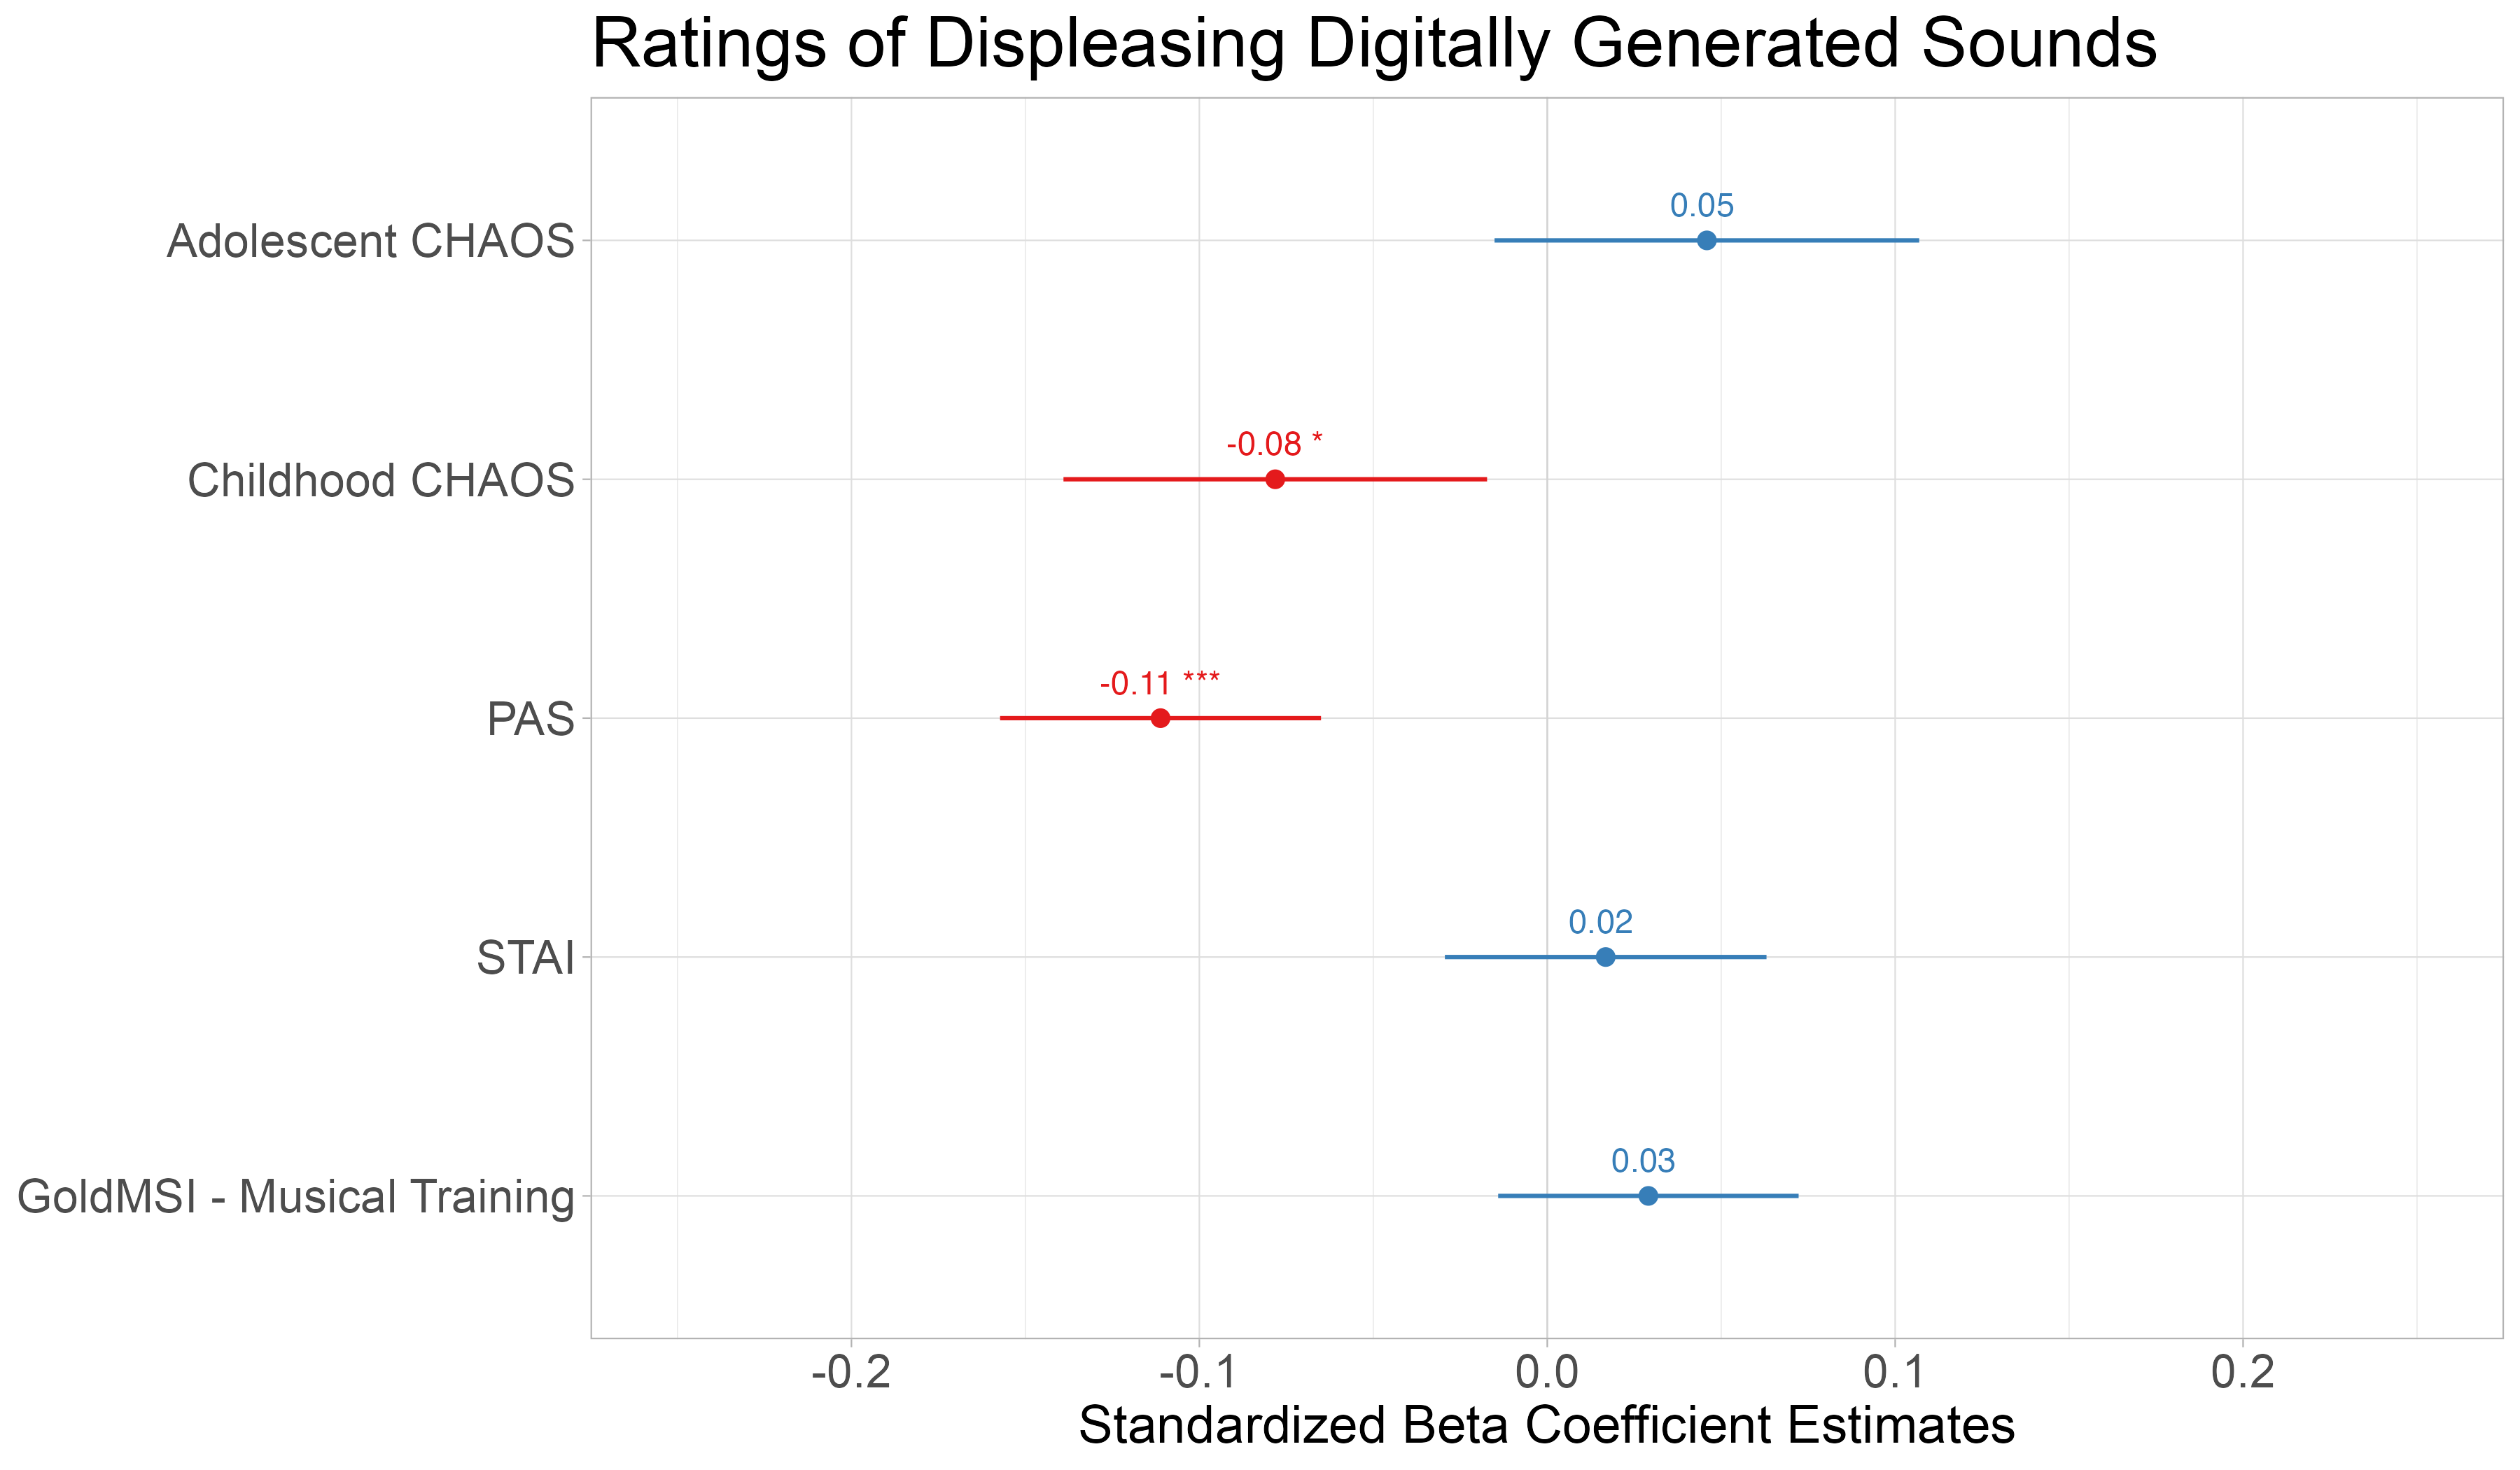 Ratings of Displeasing Digitally Generated Sounds
Adolescent CHAOS
0.05
Childhood CHAOS
-0.08 *
PAS
-0.11 ***
STAI
0.02
GoldMSI - Musical Training
0.03
-0.2 -0.1 0.0 0.1 0.2
Standardized Beta Coefficient Estimates